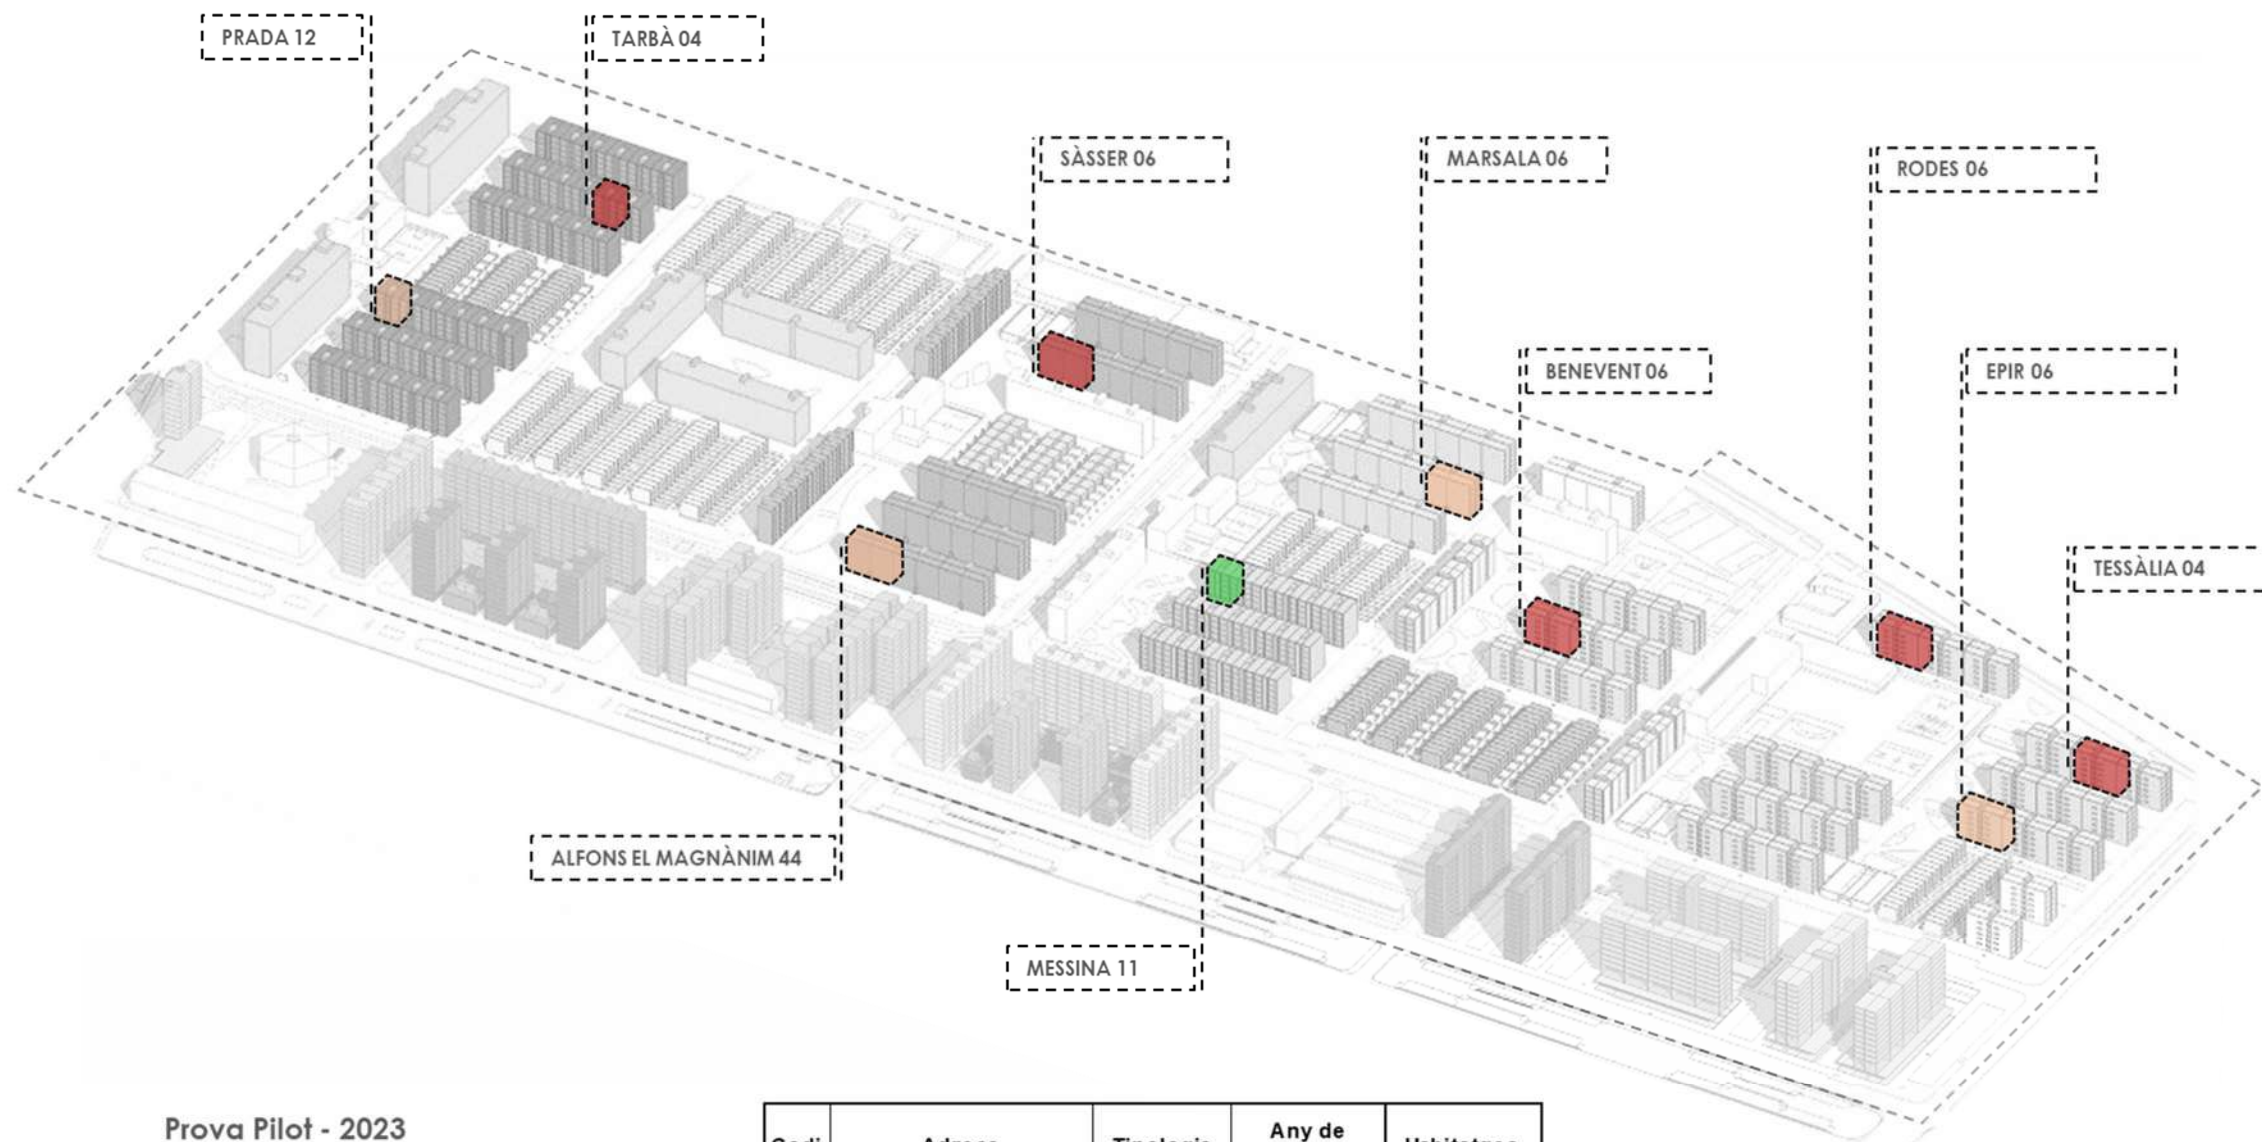 PRADA 12
TARBÀ 04
SÀSSER 06
MARSALA 06
RODES 06
BENEVENT 06
EPIR 06
TESSÀLIA 04
ALFONS EL MAGNÀNIM 44
MESSINA 11
Prova Pilot - 2023
Any de